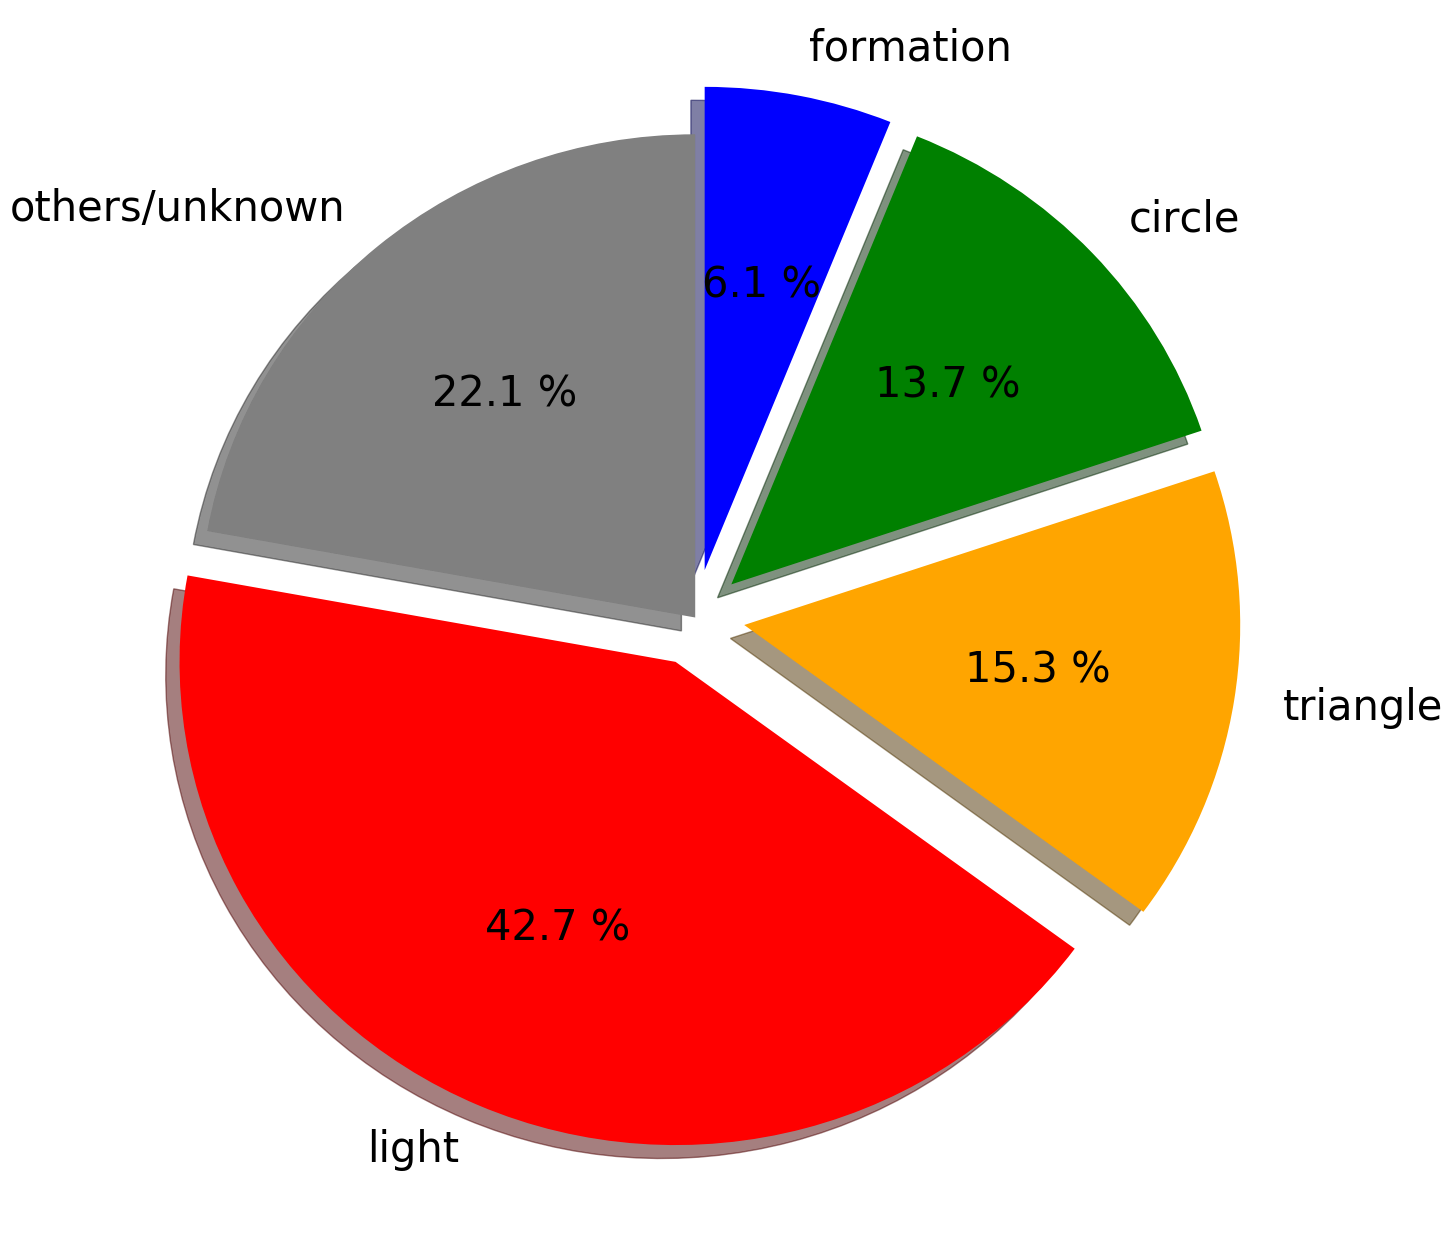 formation
others/unknown
circle
6.1 %
13.7 %
22.1 %
15.3 %
triangle
42.7 %
light